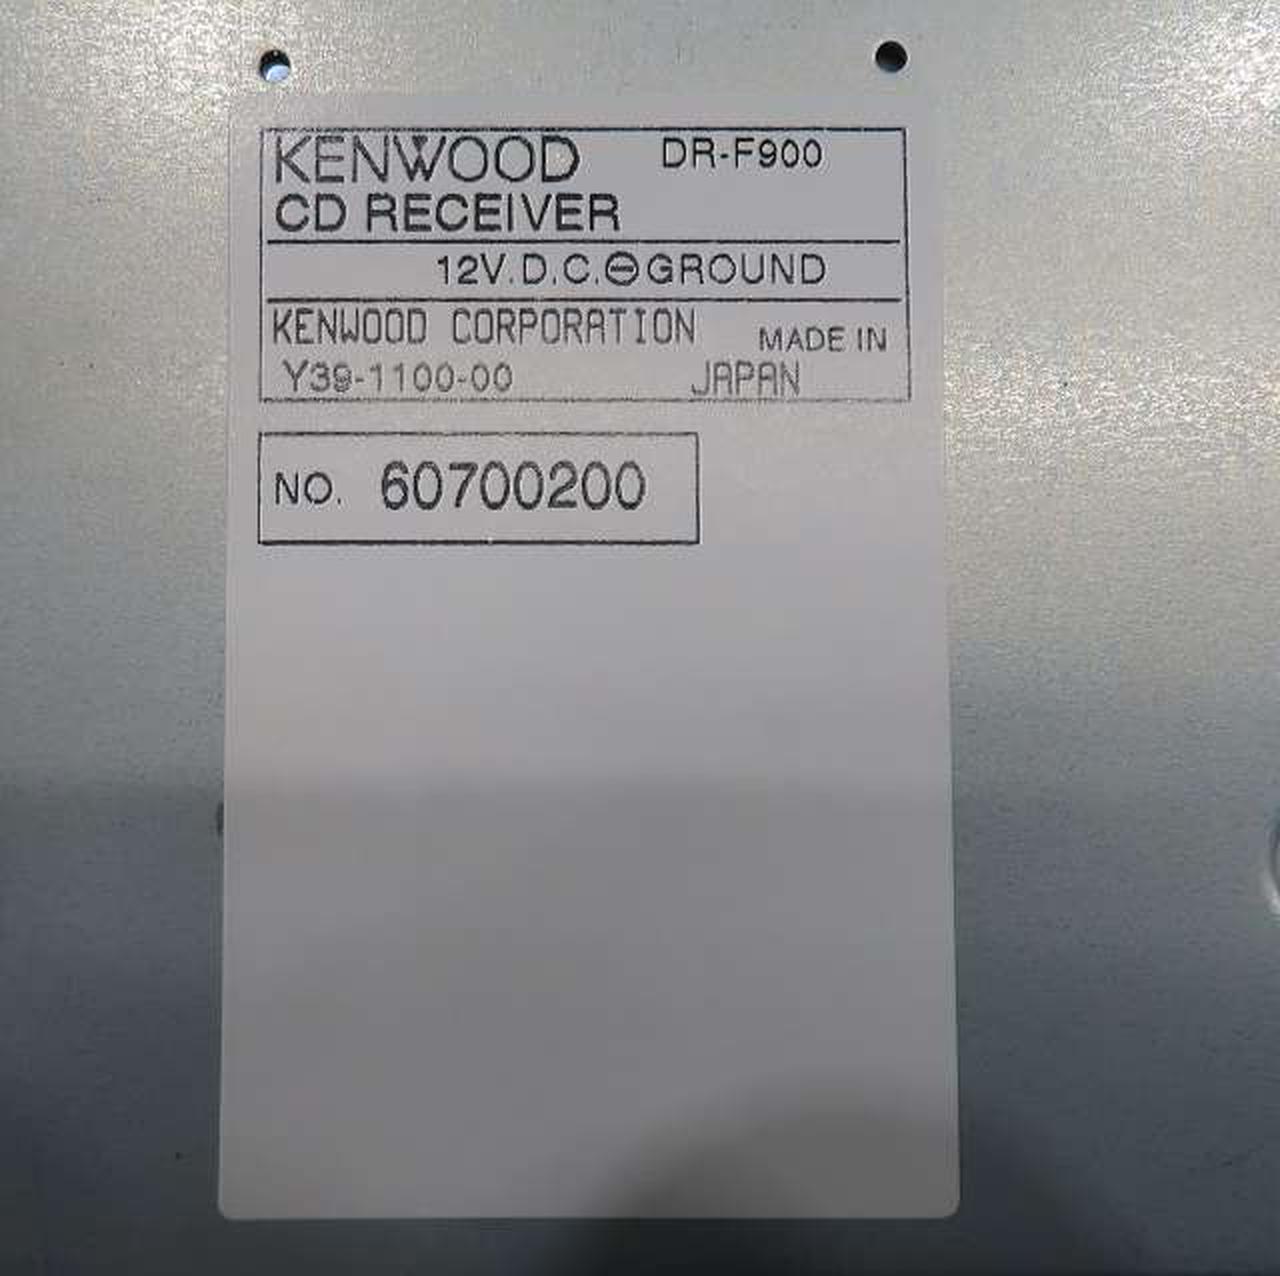 KENWOOD DR-F900
CD RECEIVER
12V.D.C.⊖GROUND
KENWOOD CORPORATION MADE IN
Y39-1100-00 JAPAN
NO. 60700200